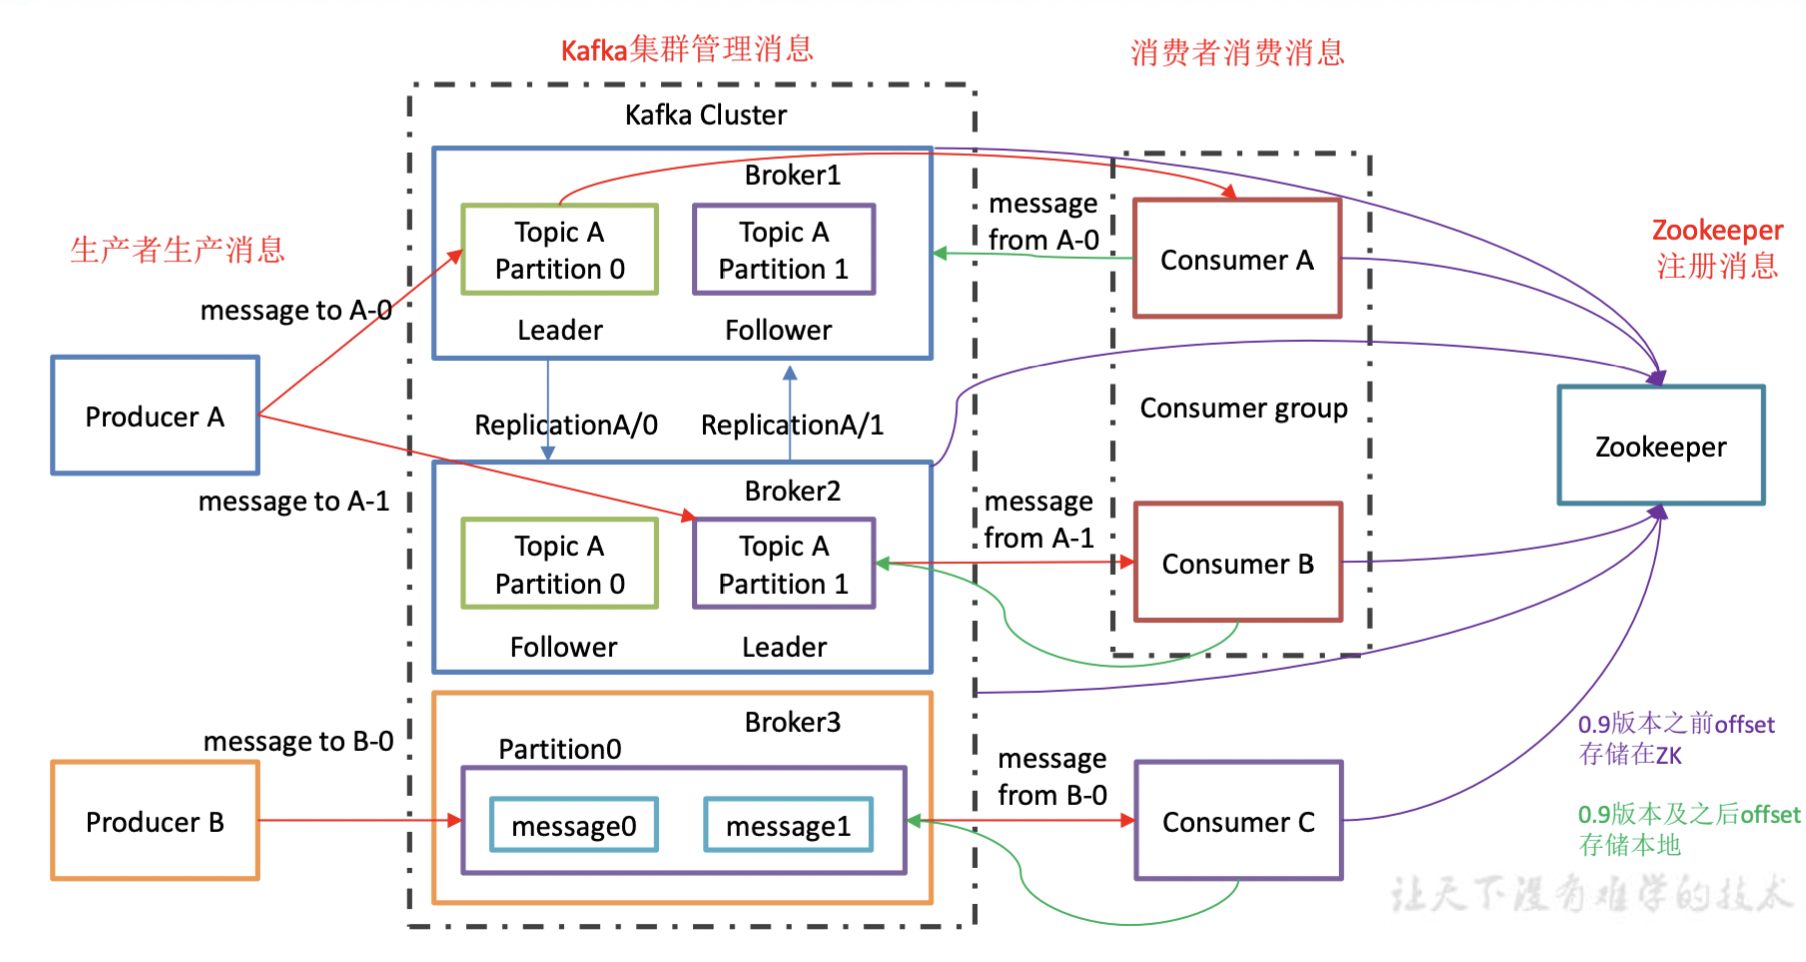 Kafka集群管理消息
消费者消费消息
Kafka Cluster
Broker1
Topic A
Partition 0
Topic A
Partition 1
Leader
Follower
message
from A-0
Consumer A
Zookeeper
注册消息
生产者生产消息
message to A-0
Producer A
message to A-1
ReplicationA/0
ReplicationA/1
Consumer group
Zookeeper
Broker2
Topic A
Partition 0
Topic A
Partition 1
Follower
Leader
message
from A-1
Consumer B
message to B-0
Producer B
Broker3
Partition0
message0
message1
message
from B-0
Consumer C
0.9版本之前offset
存储在ZK
0.9版本及之后offset
存储本地
让天下没有难学的技术